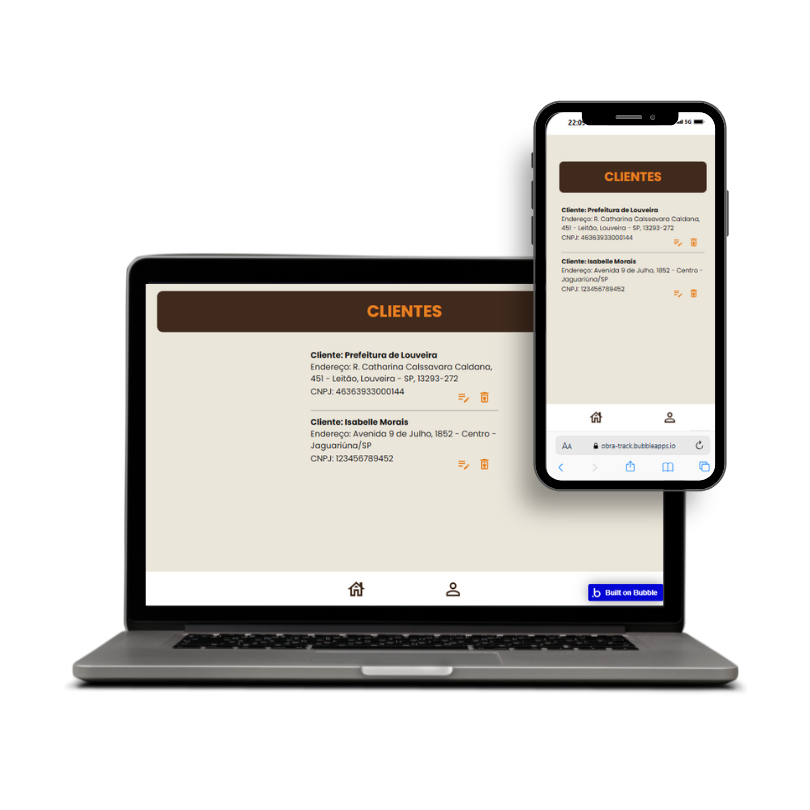 CLIENTES
Cliente: Prefeitura de Louveira
Endereço: R. Catharina Calssavara Caldana,
451 - Leitão, Louveira - SP, 13293-272
CNPJ: 46363933000144
Cliente: Isabelle Morais
Endereço: Avenida 9 de Julho, 1852 - Centro -
Jaguariúna/SP
CNPJ: 123456789452
Built on Bubble
5G
CLIENTES
Cliente: Prefeitura de Louveira
Endereço: R. Catharina Calssavara Caldana,
451 - Leitão, Louveira - SP, 13293-272
CNPJ: 46363933000144
Cliente: Isabelle Morais
Endereço: Avenida 9 de Julho, 1852 - Centro -
Jaguariúna/SP
CNPJ: 123456789452
AA obra-track.bubbleapps.io